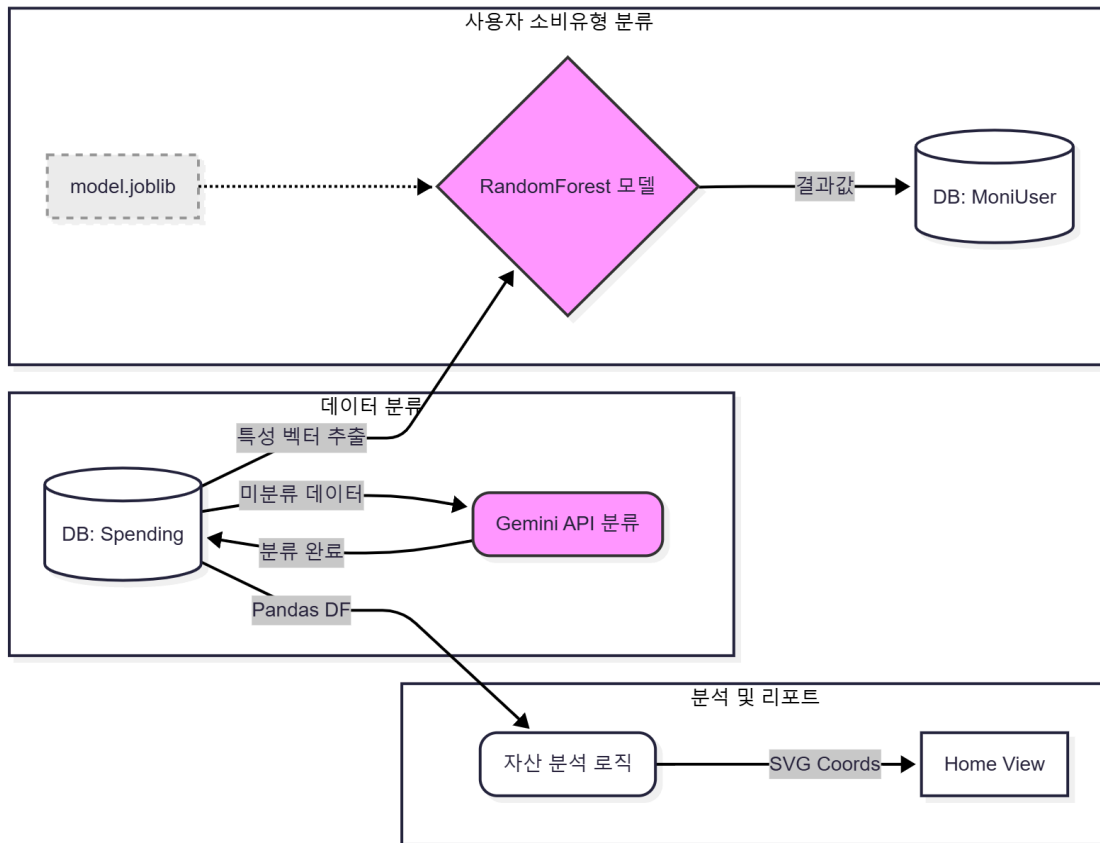 사용자 소비유형 분류
model.joblib
RandomForest 모델
결과값
DB: MoniUser
데이터 분류
특성 벡터 추출
미분류 데이터
Gemini API 분류
DB: Spending
분류 완료
Pandas DF
분석 및 리포트
자산 분석 로직
SVG Coords
Home View